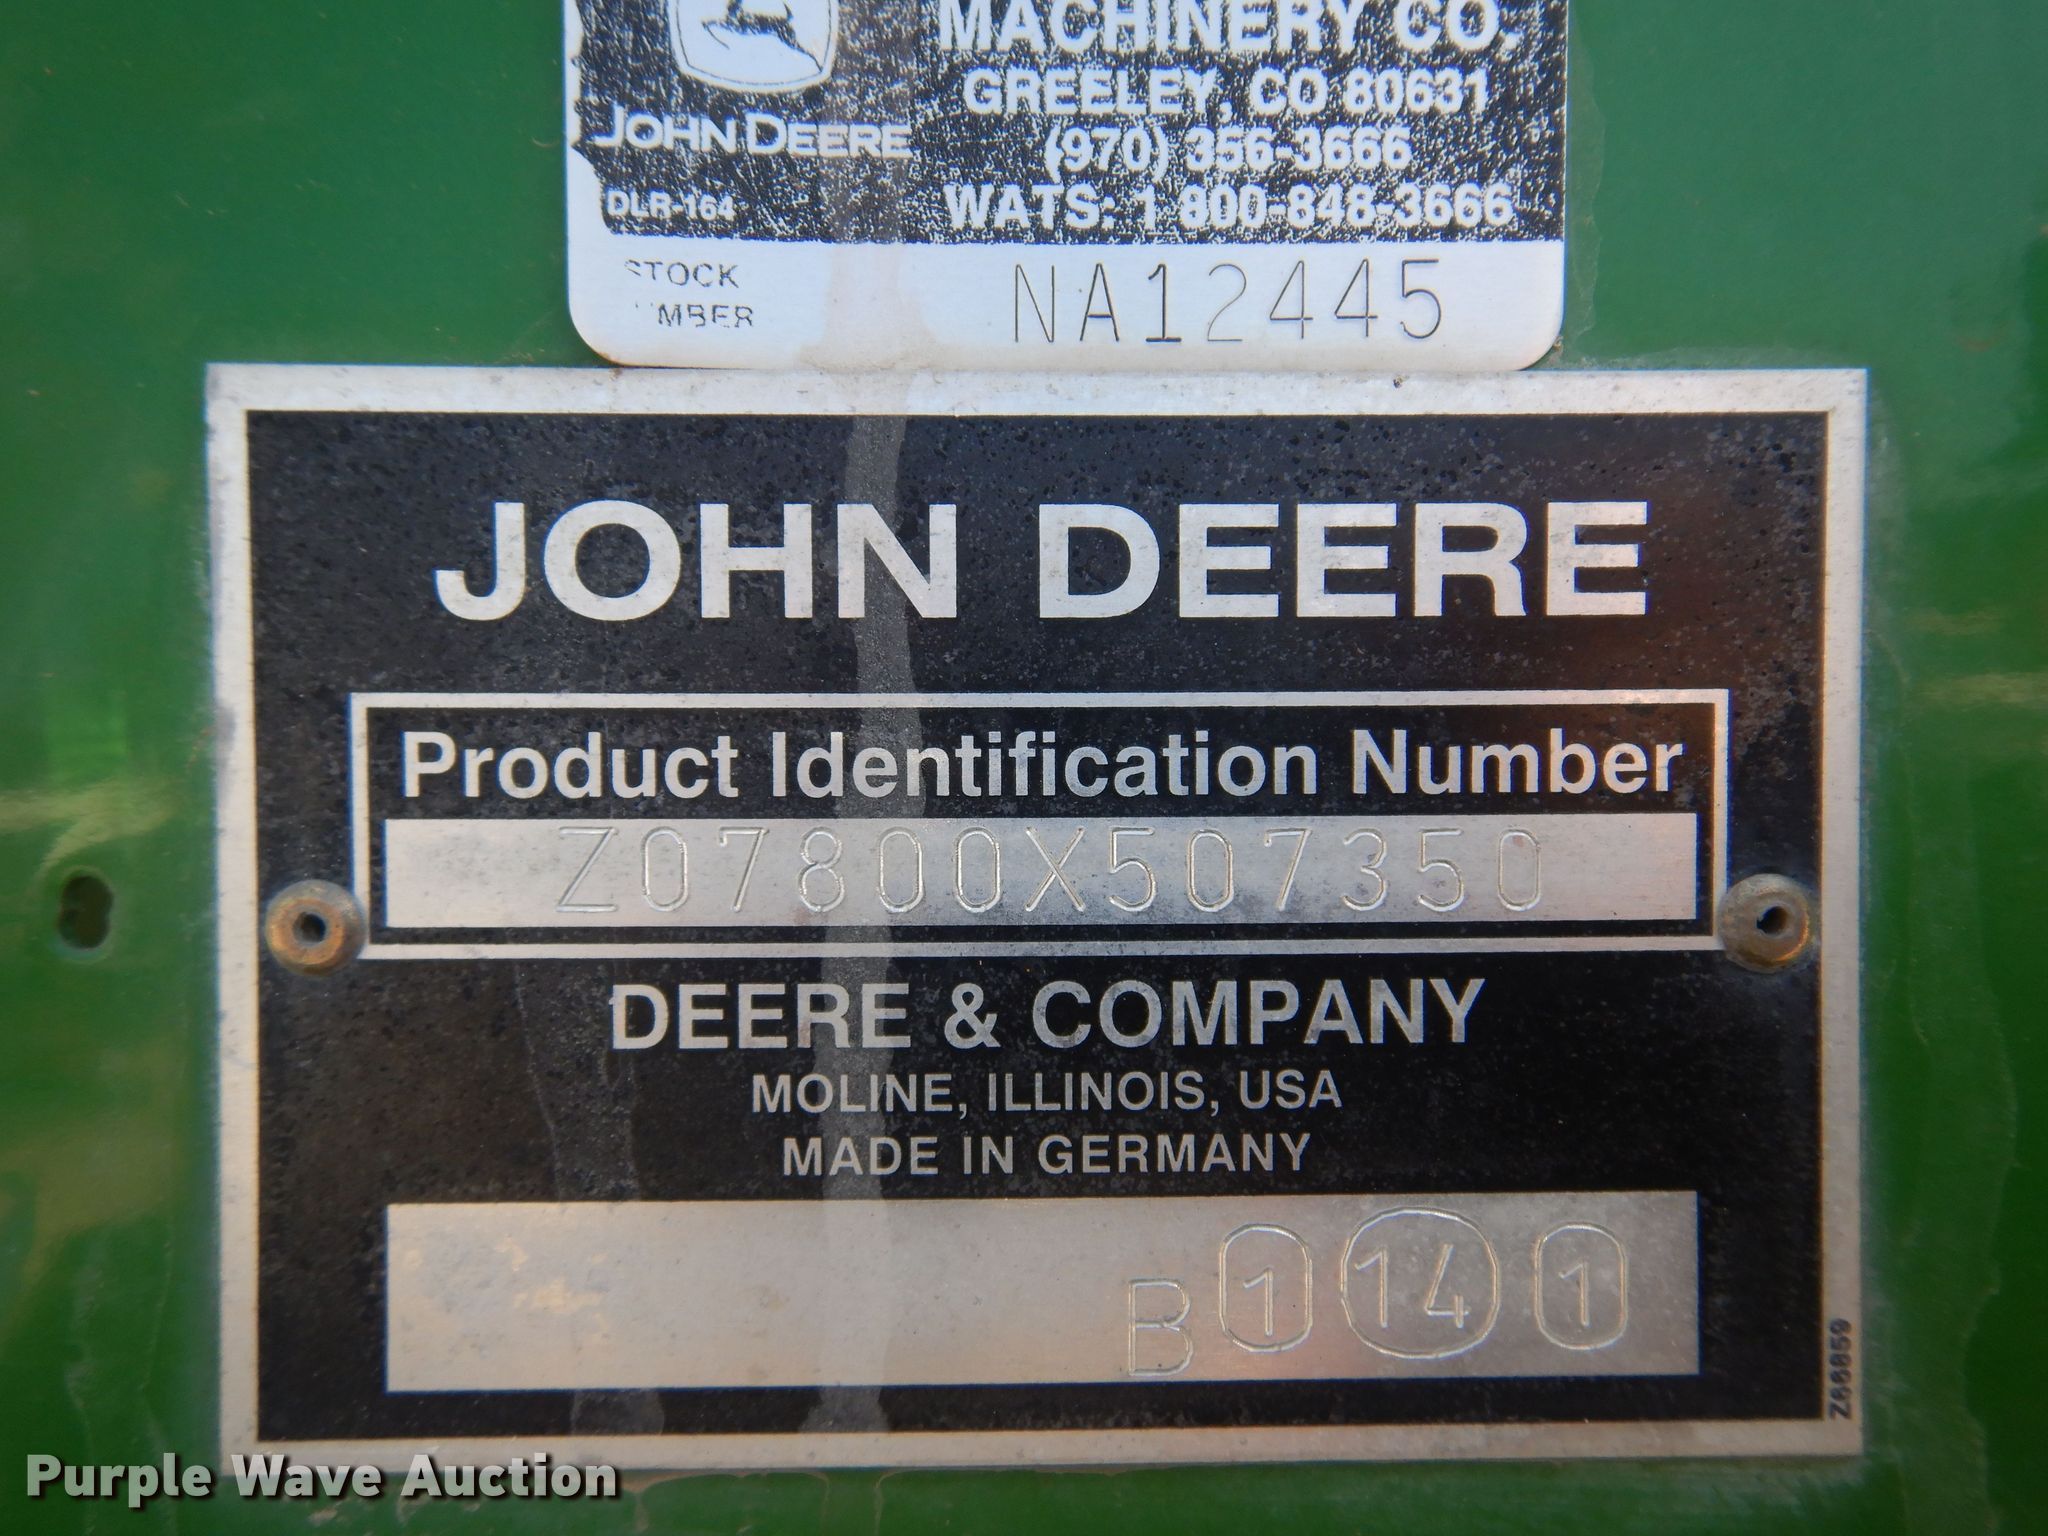 MACHINERY CO.
GREELEY, CO 80631
(970) 356-3666
WATS: 1-800-848-3666
JOHN DEERE
DLR-164
STOCK
NUMBER
NA12445
JOHN DEERE
Product Identification Number
Z07800X507350
DEERE & COMPANY
MOLINE, ILLINOIS, USA
MADE IN GERMANY
B 1 14 1
Z68059
Purple Wave Auction